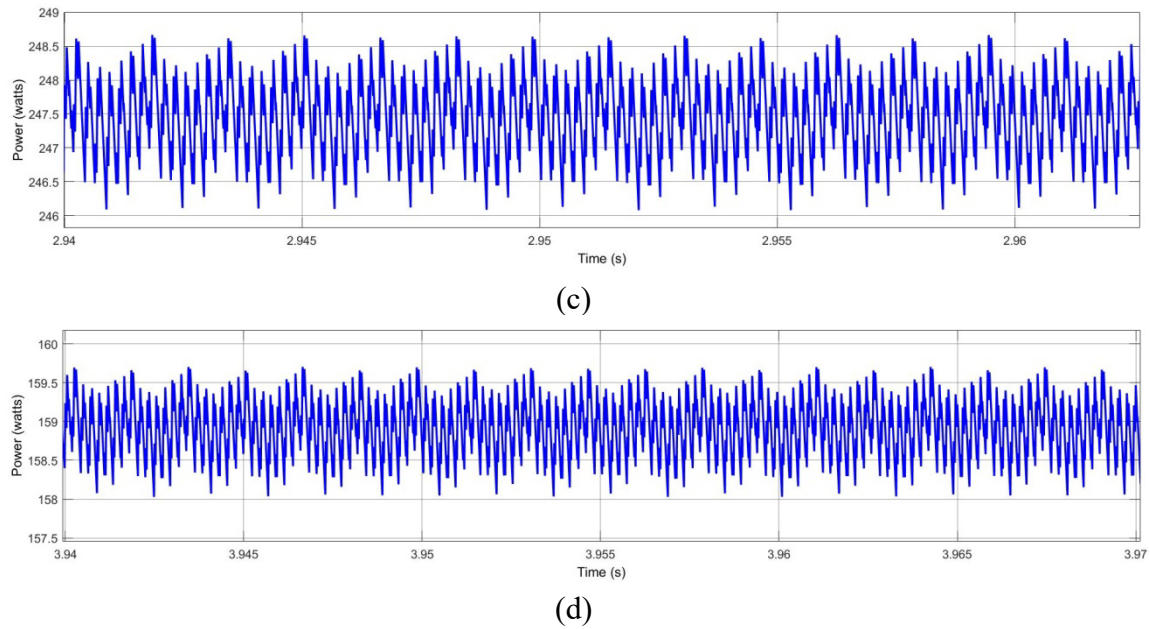 249
248.5
248
247.5
247
246.5
246
Power (watts)
2.94 2.945 2.95 2.955 2.96
Time (s)
(c)
160
159.5
159
158.5
158
157.5
Power (watts)
3.94 3.945 3.95 3.955 3.96 3.965 3.97
Time (s)
(d)